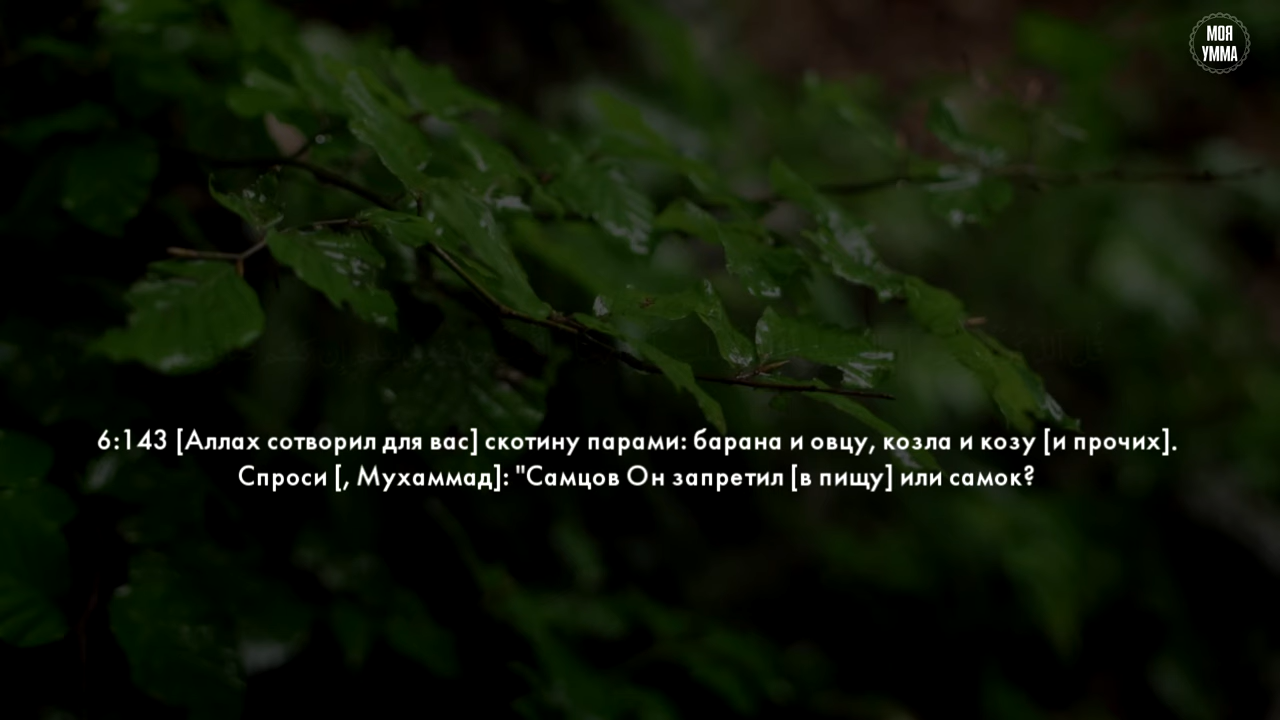 МОЯ
УММА
6:143 [Аллах сотворил для вас] скотину парами: барана и овцу, козла и козу [и прочих].
Спроси [, Мухаммад]: "Самцов Он запретил [в пищу] или самок?